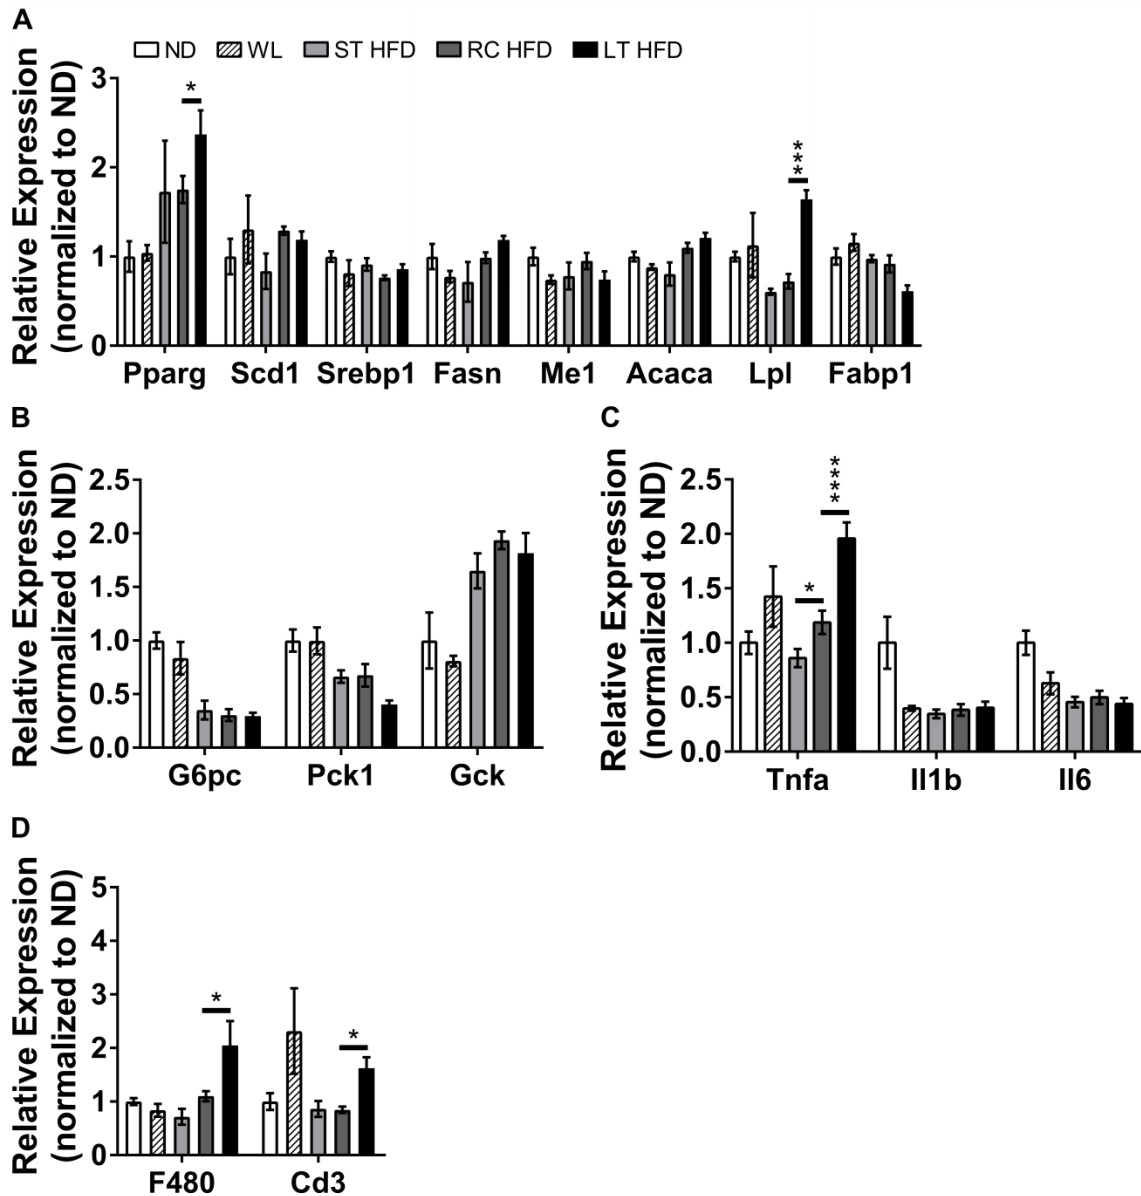 A
ND WL ST HFD RC HFD LT HFD
Relative Expression
(normalized to ND)
3
2
1
0
*
***
Pparg Scd1 Srebp1 Fasn Me1 Acaca Lpl Fabp1
B
Relative Expression
(normalized to ND)
2.5
2.0
1.5
1.0
0.5
0.0
G6pc Pck1 Gck
C
Relative Expression
(normalized to ND)
2.5
2.0
1.5
1.0
0.5
0.0
*
****
Tnfa Il1b Il6
D
Relative Expression
(normalized to ND)
5
4
3
2
1
0
*
*
F480 Cd3